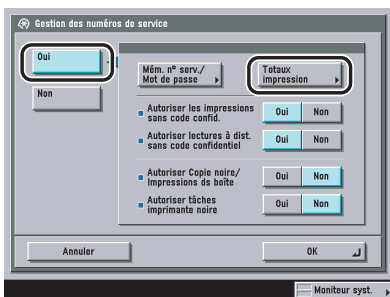 Gestion des numéros de service
Oui
Non
Mém. nº serv./
Mot de passe
Totaux
impression
Autoriser les impressions
sans code confid.
Oui Non
Autoriser lectures à dist.
sans code confidentiel
Oui Non
Autoriser Copie noire/
Impressions ds boîte
Oui Non
Autoriser tâches
imprimante noire
Oui Non
Annuler
OK
Moniteur syst.